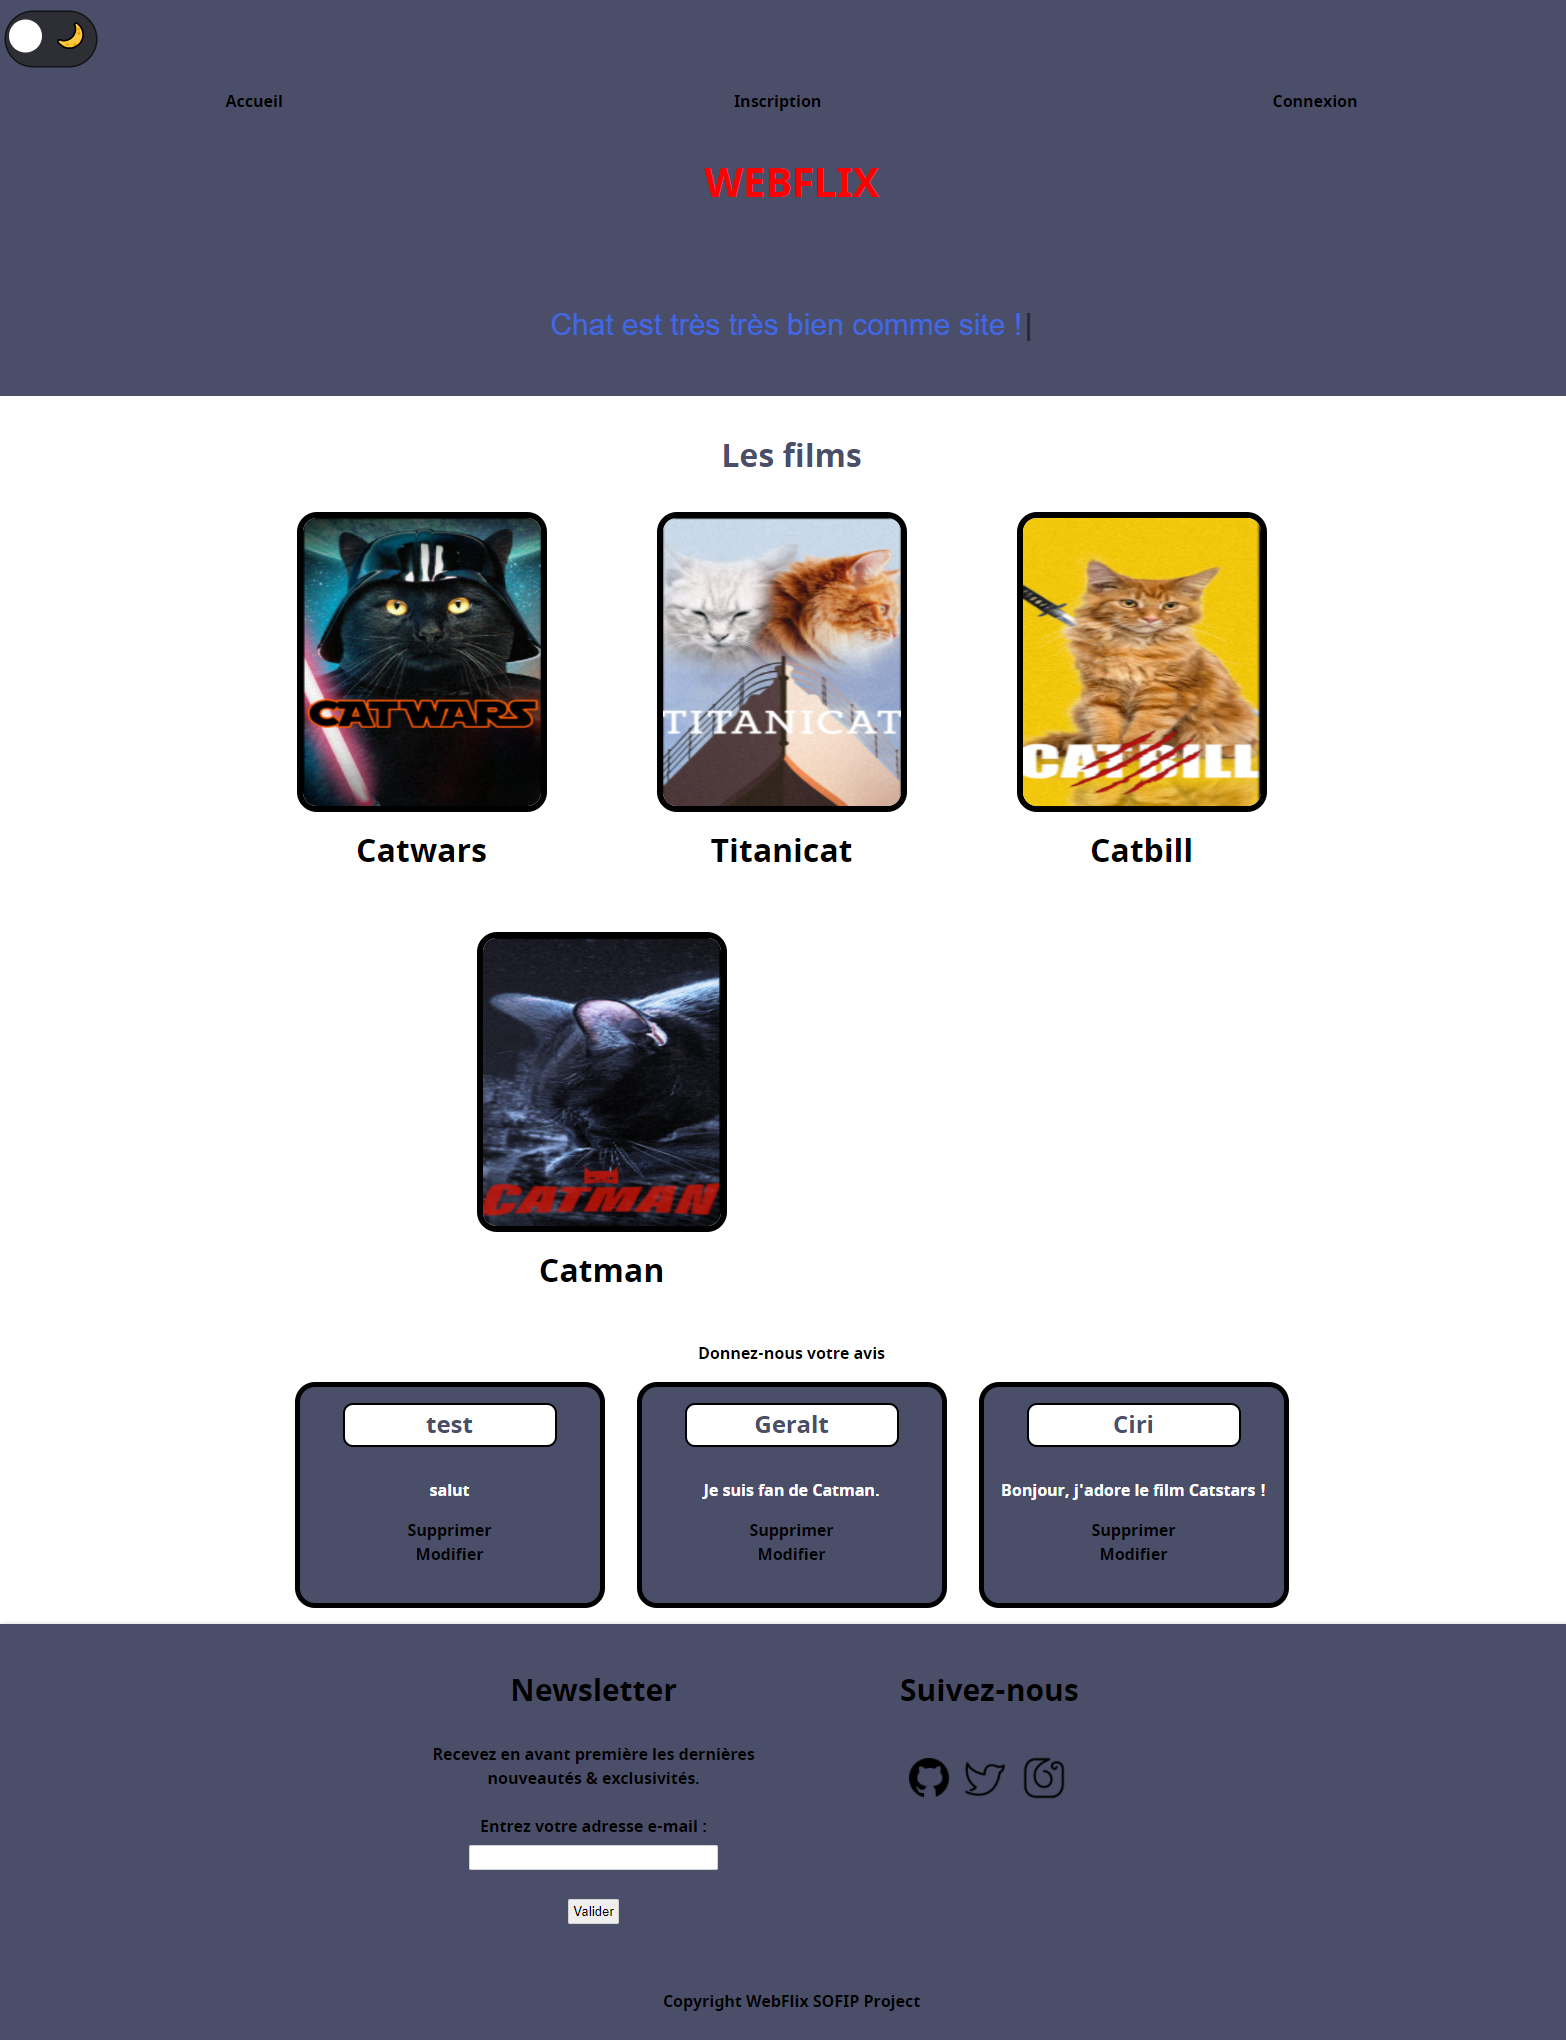 Accueil
Inscription
Connexion
WEBFLIX
Chat est très très bien comme site !
Les films
CATWARS
TITANICAT
CATBILL
Catwars
Titanicat
Catbill
CATMAN
Catman
Donnez-nous votre avis
test
salut
Supprimer
Modifier
Geralt
Je suis fan de Catman.
Supprimer
Modifier
Ciri
Bonjour, j'adore le film Catstars !
Supprimer
Modifier
Newsletter
Recevez en avant première les dernières
nouveautés & exclusivités.
Entrez votre adresse e-mail :
Valider
Suivez-nous
Copyright WebFlix SOFIP Project